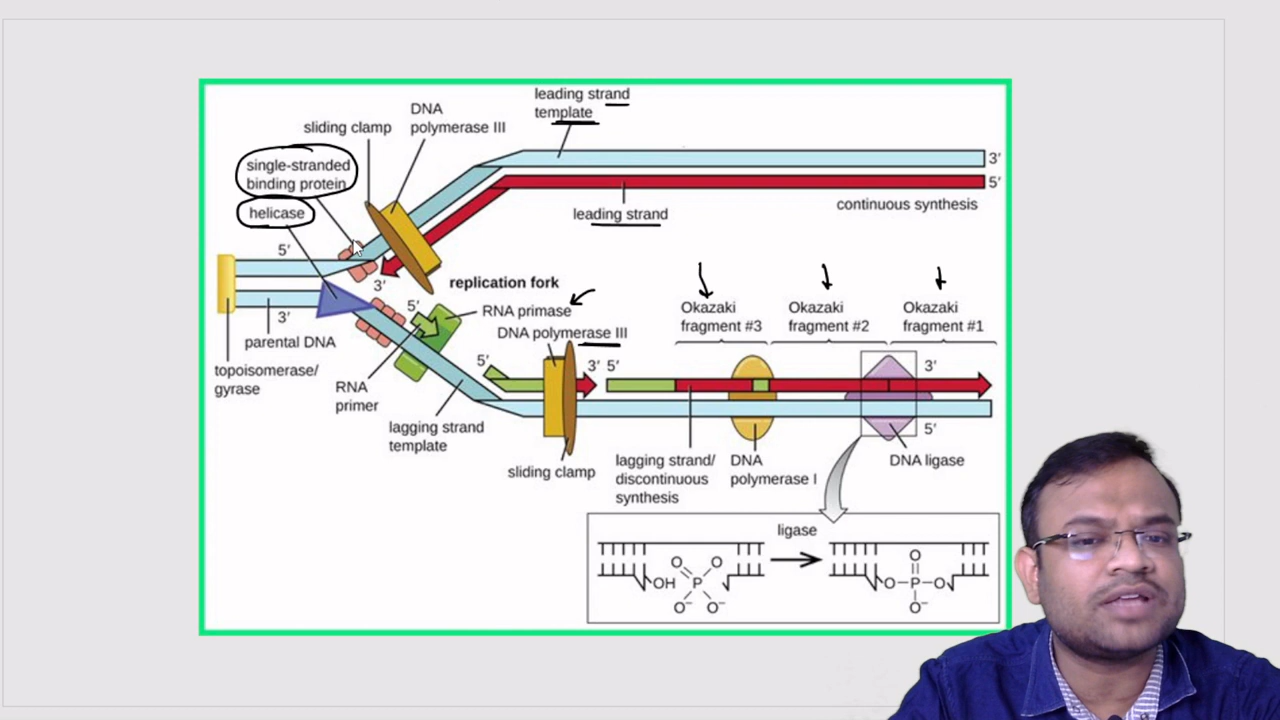 leading strand
template
DNA
polymerase III
sliding clamp
single-stranded
binding protein
helicase
3′
5′
leading strand
continuous synthesis
5′
3′
replication fork
5′
RNA primase
DNA polymerase III
Okazaki
fragment #3
Okazaki
fragment #2
Okazaki
fragment #1
3′
parental DNA
topoisomerase/
gyrase
RNA
primer
5′
3′ 5′
3′
lagging strand
template
5′
sliding clamp
lagging strand/
discontinuous
synthesis
DNA
polymerase I
DNA ligase
ligase
OH
P
O
O
O⁻
O⁻
O
O–P–O
O⁻